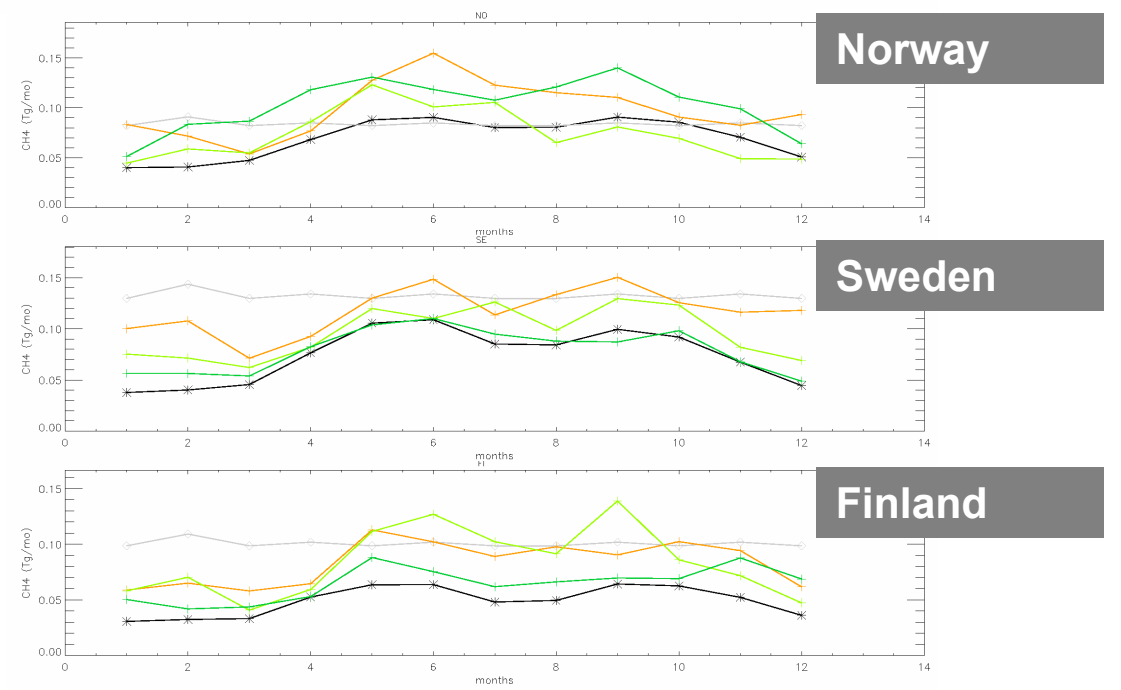 NO
Norway
CH4 (Tg/mo)
0.15
0.10
0.05
0.00
0 2 4 6 8 10 12 14
months
SE
Sweden
CH4 (Tg/mo)
0.15
0.10
0.05
0.00
0 2 4 6 8 10 12 14
months
FI
Finland
CH4 (Tg/mo)
0.15
0.10
0.05
0.00
0 2 4 6 8 10 12 14
months